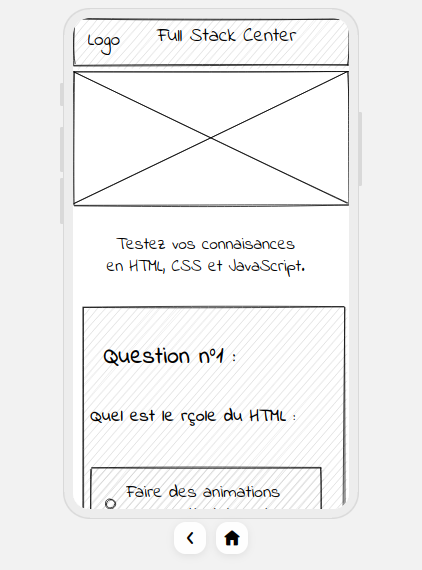 Logo
Full Stack Center
Testez vos connaisances
en HTML, CSS et JavaScript.
Question n°1 :
Quel est le rçole du HTML :
Faire des animations